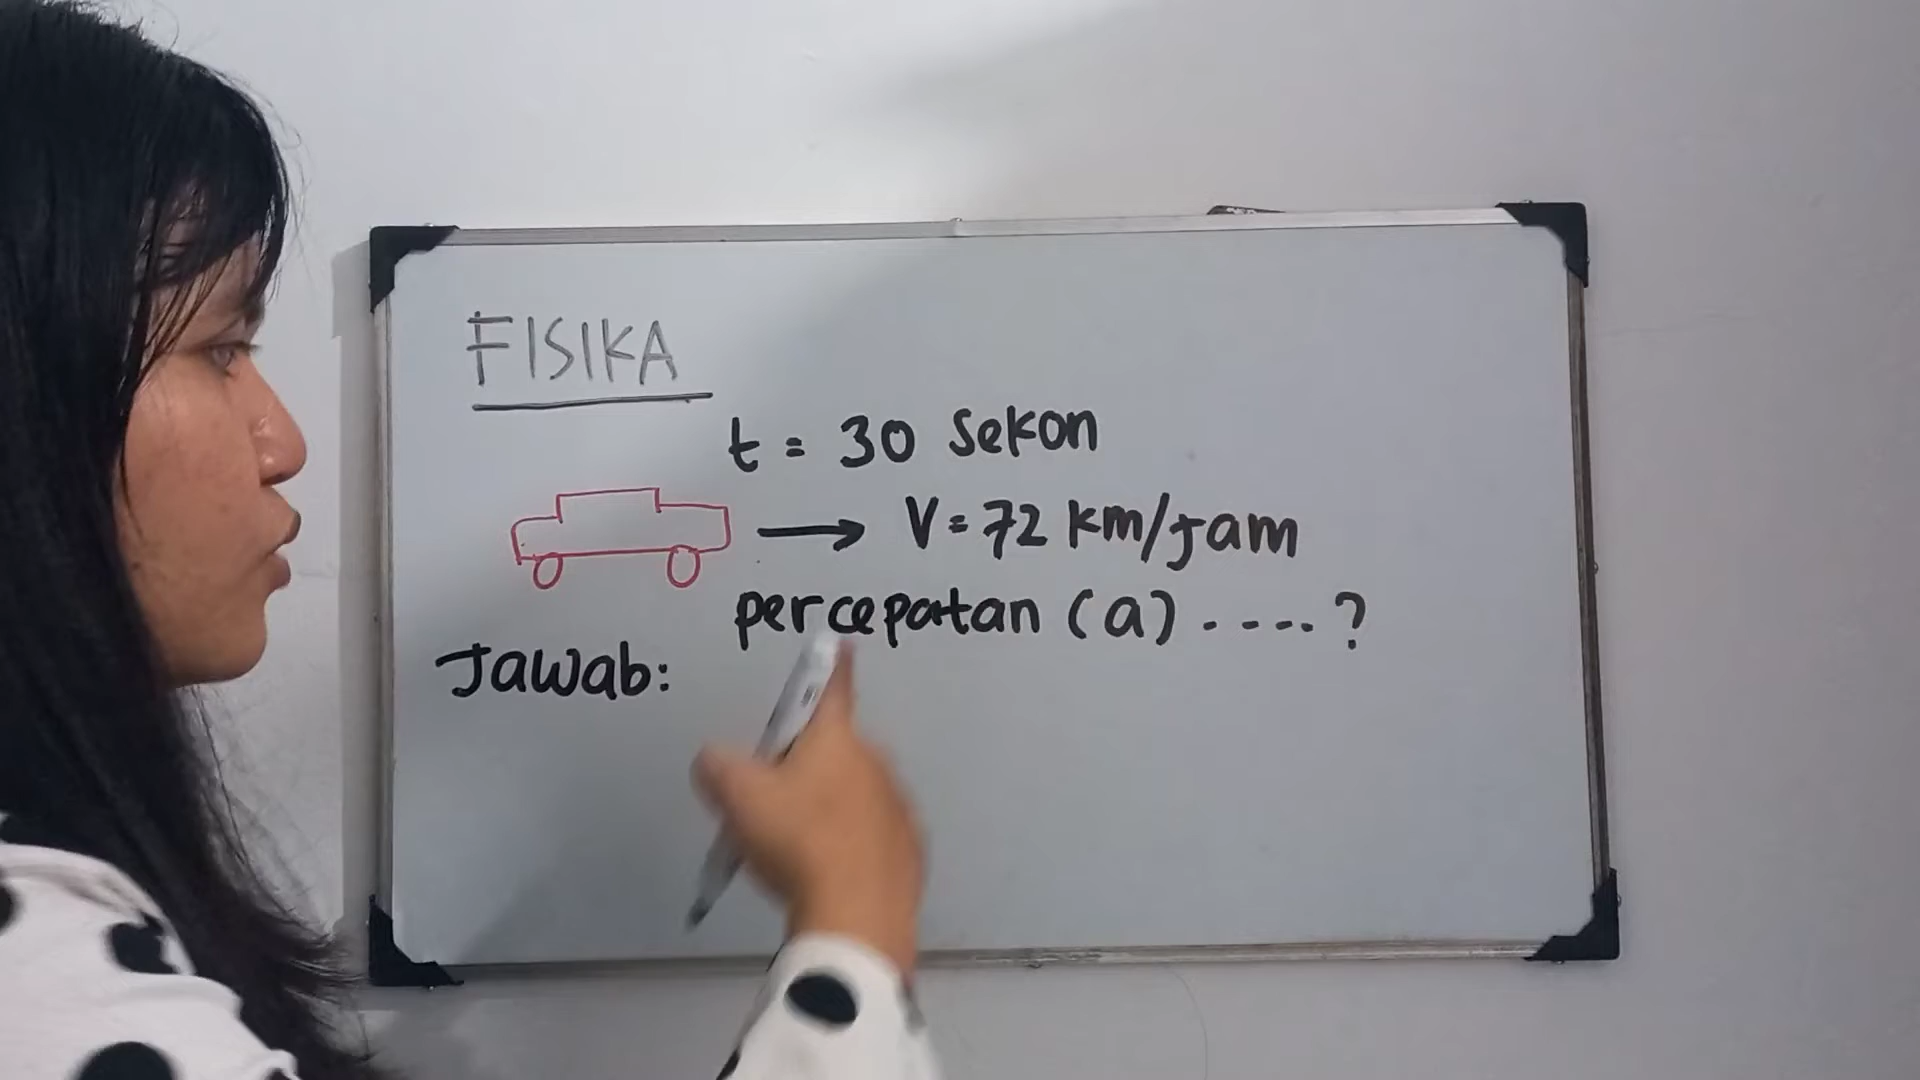 FISIKA
t = 30 Sekon
V = 72 km/jam
percepatan (a) ....?
Jawab: